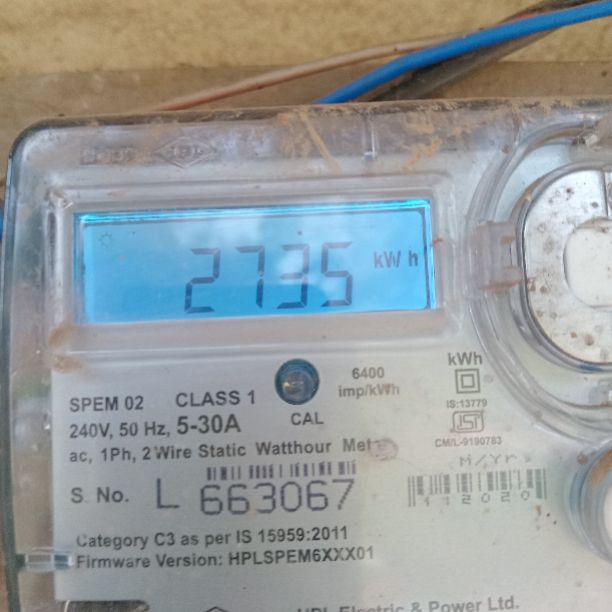 2735 kWh
6400
imp/kWh
kWh
SPEM 02 CLASS 1
240V, 50 Hz, 5-30A
CAL
IS:13779
CM/L-9190783
ac, 1Ph, 2 Wire Static Watthour
M/Yr
S. No. L 663067
112020
Category C3 as per IS 15959:2011
Firmware Version: HPLSPEM6XXX01
HPL Electric & Power Ltd.